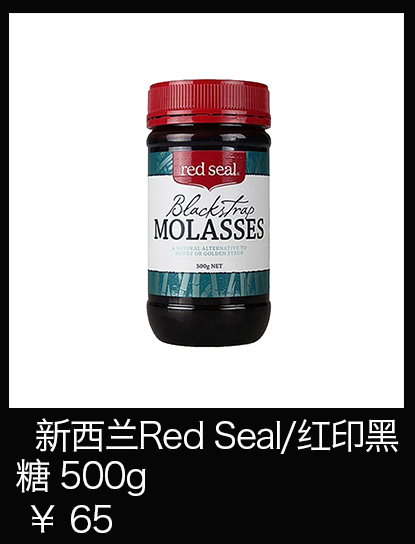 red seal
Blackstrap
MOLASSES
A NATURAL ALTERNATIVE TO
HONEY OR GOLDEN SYRUP
500g NET
新西兰Red Seal/红印黑
糖 500g
¥ 65